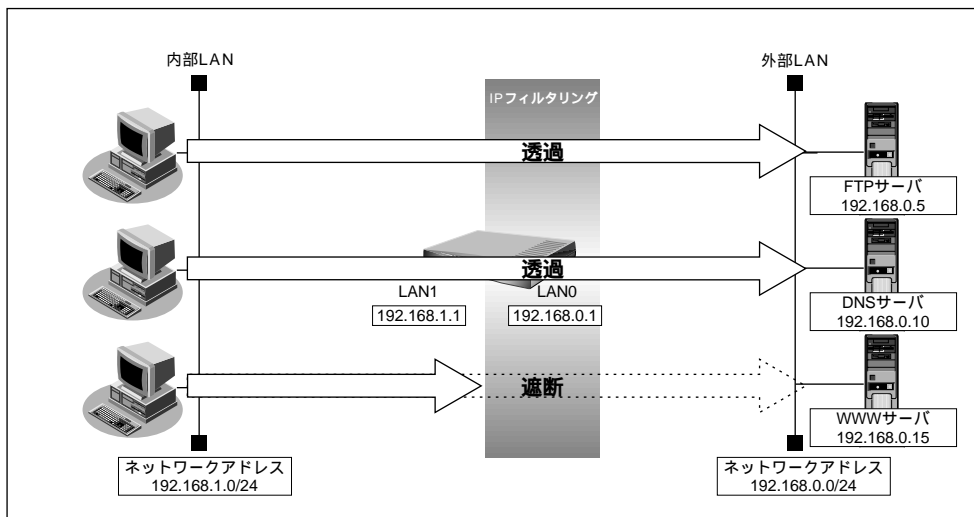 内部LAN
外部LAN
IPフィルタリング
透過
FTPサーバ
192.168.0.5
透過
LAN1
192.168.1.1
LAN0
192.168.0.1
DNSサーバ
192.168.0.10
遮断
WWWサーバ
192.168.0.15
ネットワークアドレス
192.168.1.0/24
ネットワークアドレス
192.168.0.0/24